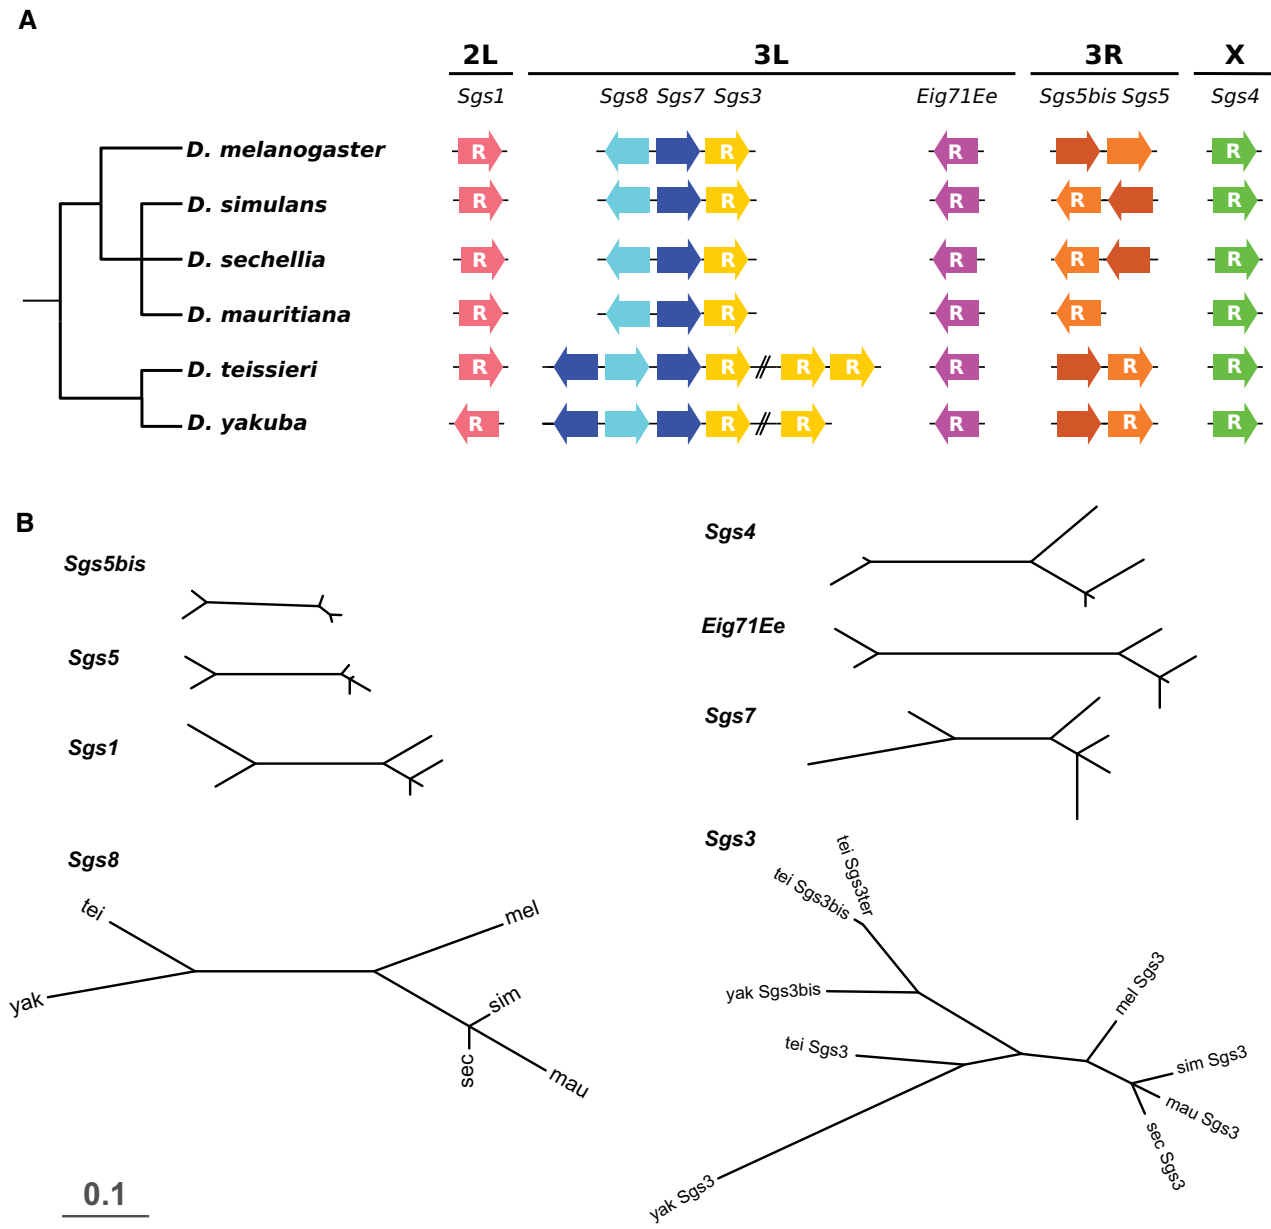 A
2L 3L 3R X
Sgs1 Sgs8 Sgs7 Sgs3 Eig71Ee Sgs5bis Sgs5 Sgs4
D. melanogaster R R R R
D. simulans R R R R R
D. sechellia R R R R R
D. mauritiana R R R R R
D. teissieri R R R R R R R
D. yakuba R R R R R R
B
Sgs5bis
Sgs5
Sgs1
Sgs8
tei
yak
mel
sim
sec
mau
0.1
Sgs4
Eig71Ee
Sgs7
Sgs3
tei Sgs3ter
tei Sgs3bis
yak Sgs3bis
tei Sgs3
yak Sgs3
mel Sgs3
sim Sgs3
mau Sgs3
sec Sgs3